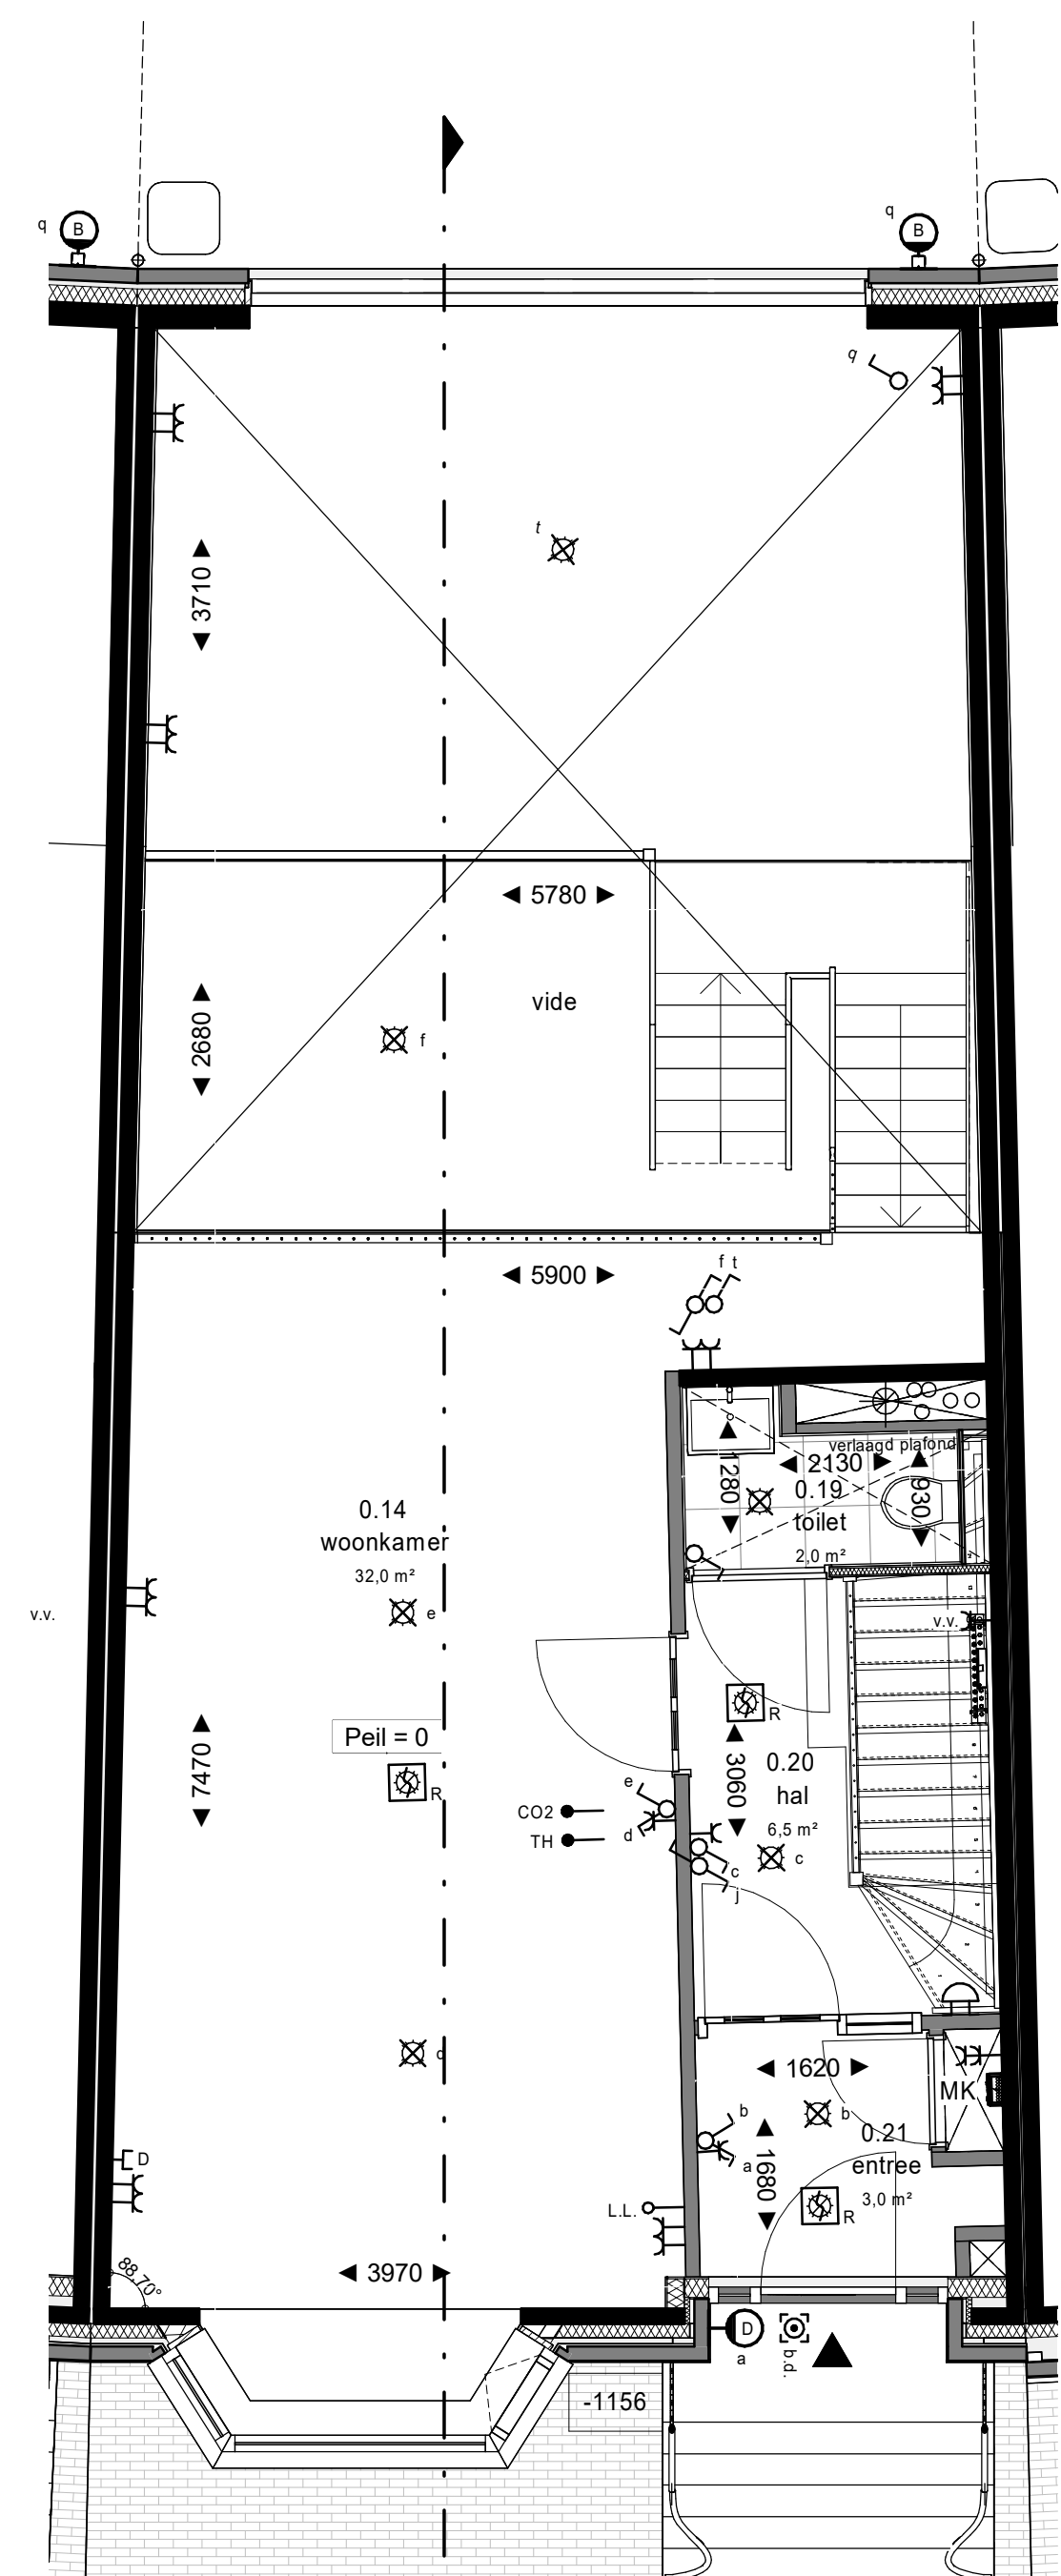 q
B
q
B
q
t
3710
5780
vide
2680
f
5900
f t
verlaagd plafond
2130
1280
930
0.19
toilet
2,0 m²
0.14
woonkamer
32,0 m²
e
v.v.
v.v.
R
Peil = 0
R
7470
3060
0.20
hal
6,5 m²
e
CO2
d
TH
c
c
j
d
1620
MK
b
b
0.21
a
entree
3,0 m²
1680
R
D
L.L.
88,70°
3970
D
a
b.d.
-1156